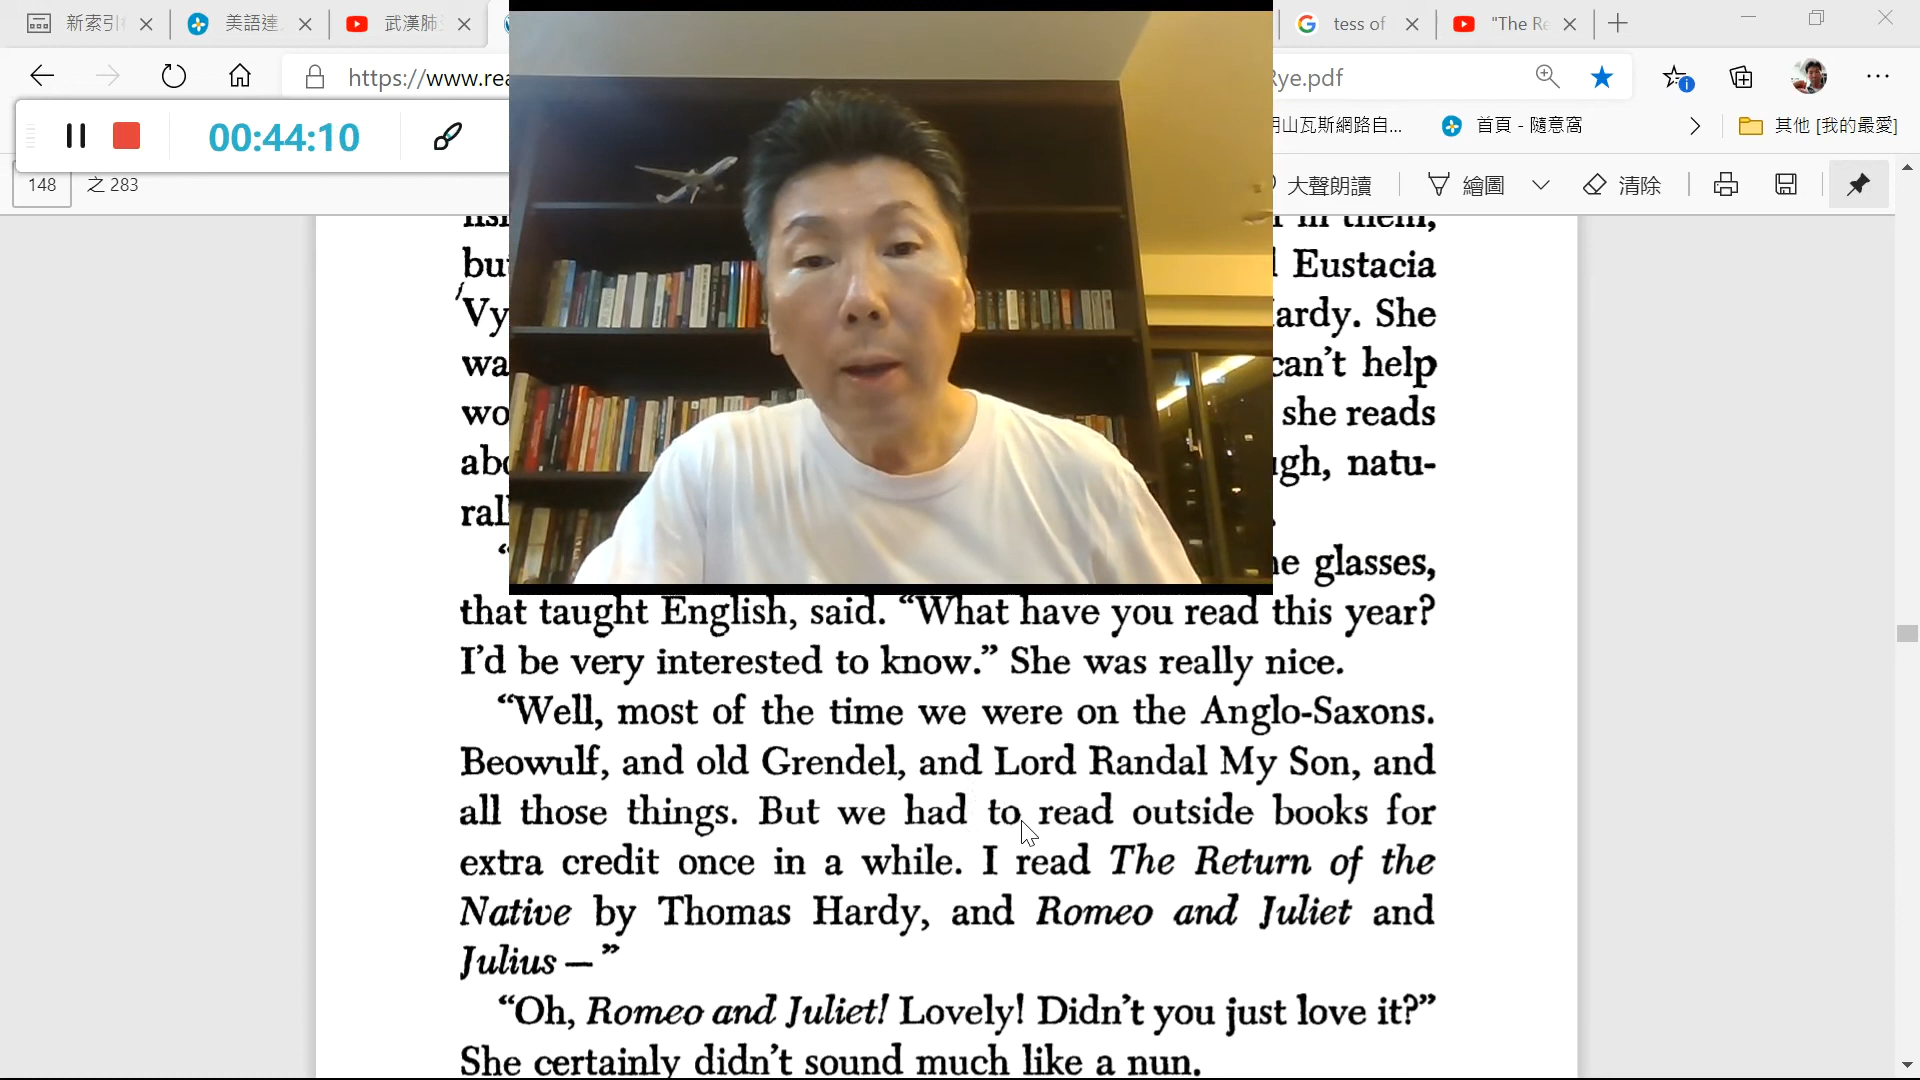 新索引
美語達
武漢肺
tess of
"The Re
https://www.rea
Rye.pdf
00:44:10
山瓦斯網路自...
首頁 - 隨意窩
其他 [我的最愛]
148
之 283
大聲朗讀
繪圖
清除
in them,
bu
Eustacia
Vy
ardy. She
wa
can't help
wo
she reads
abo
gh, natu-
rall
he glasses,
that taught English, said. “What have you read this year?
I'd be very interested to know.” She was really nice.
“Well, most of the time we were on the Anglo-Saxons.
Beowulf, and old Grendel, and Lord Randal My Son, and
all those things. But we had to read outside books for
extra credit once in a while. I read The Return of the
Native by Thomas Hardy, and Romeo and Juliet and
Julius — ”
“Oh, Romeo and Juliet! Lovely! Didn't you just love it?”
She certainly didn't sound much like a nun.